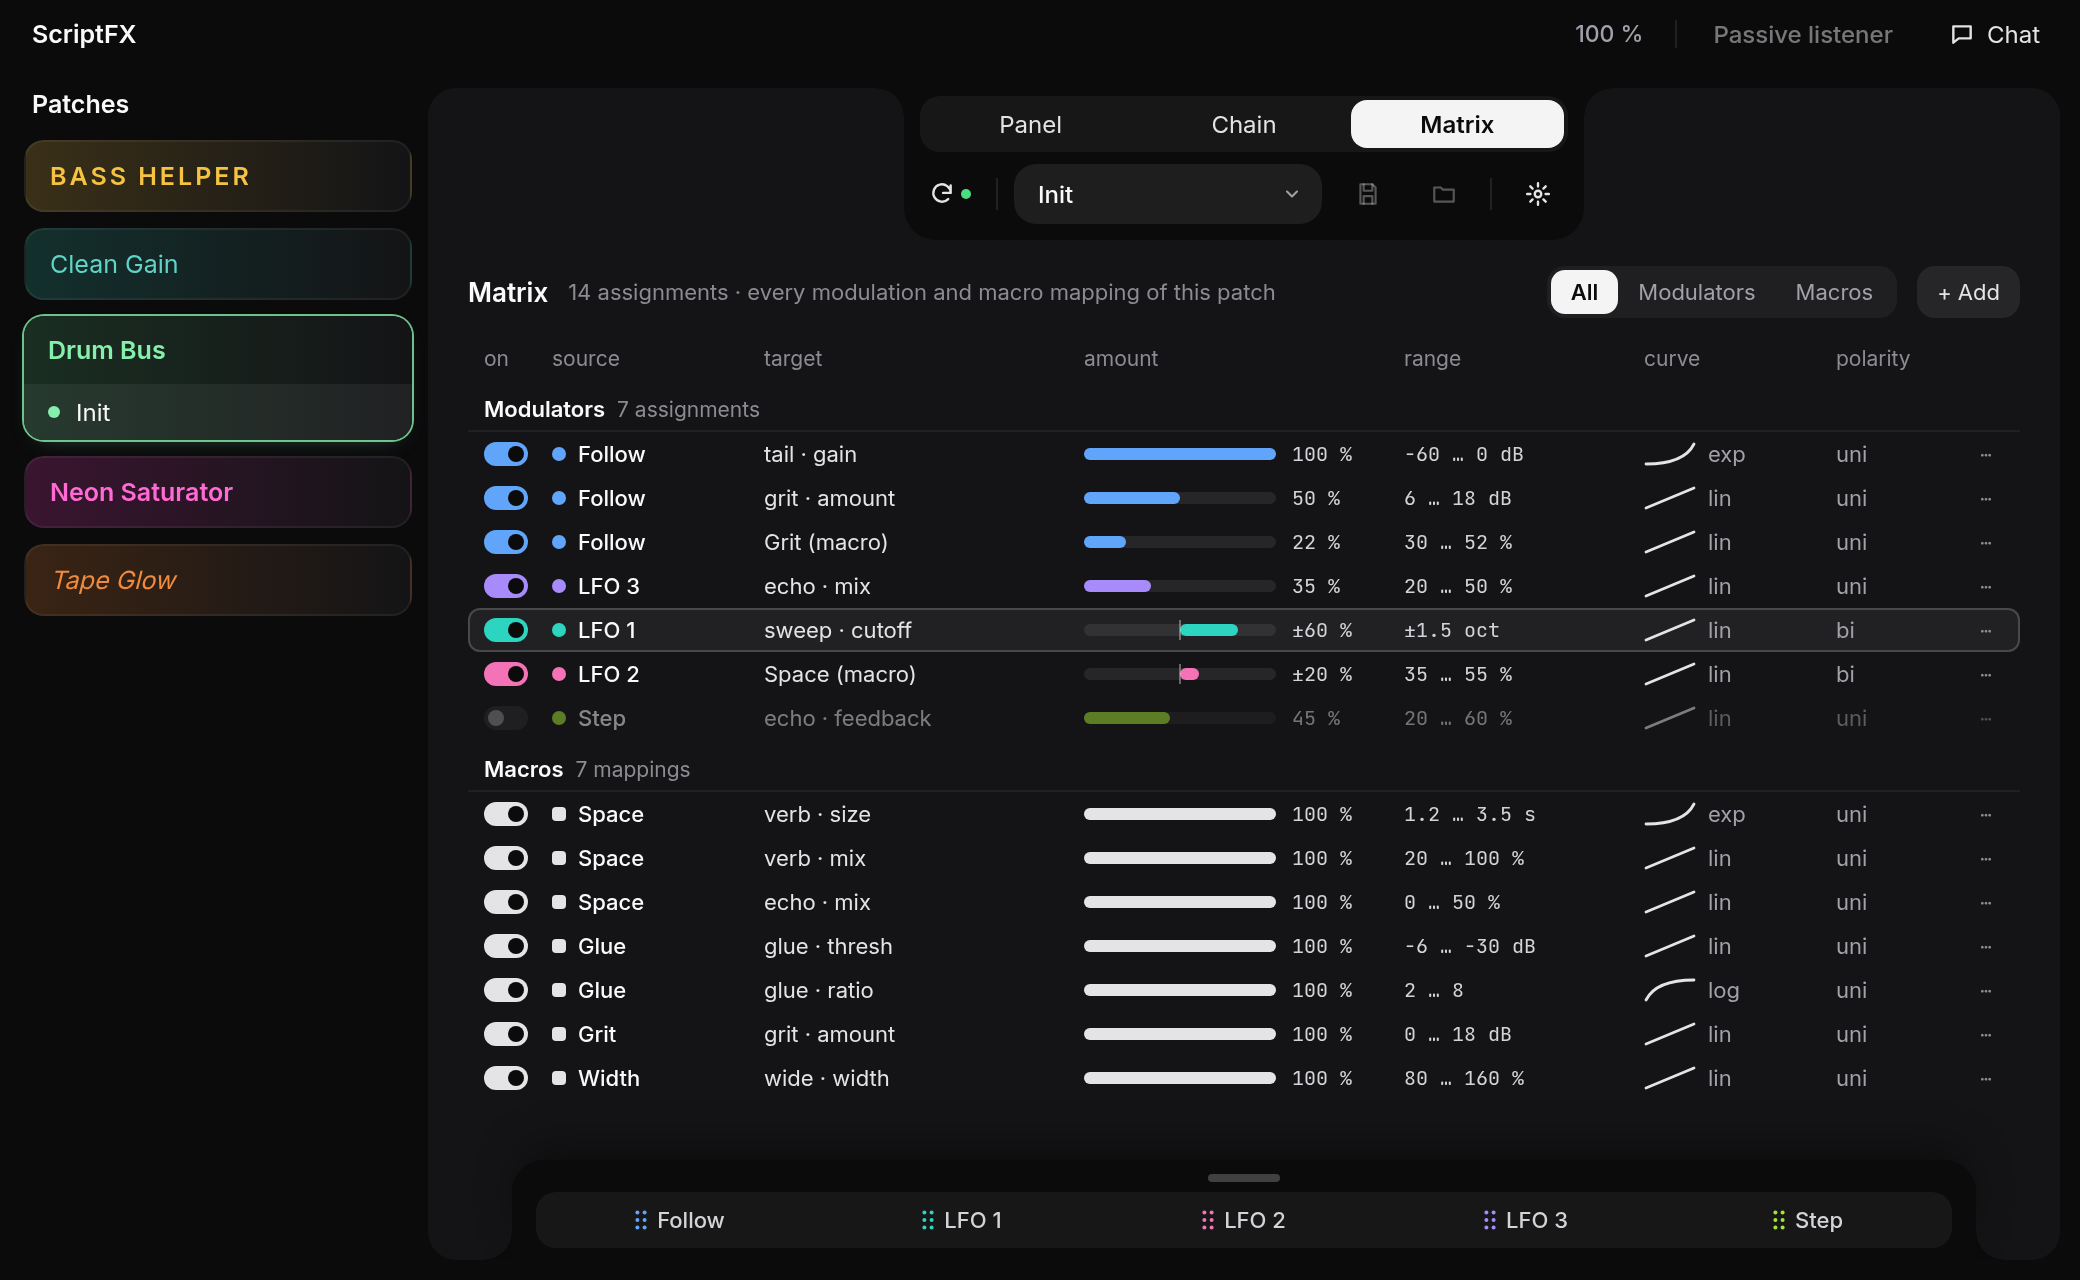 ScriptFX
100 %
Passive listener
Chat
Patches
BASS HELPER
Clean Gain
Drum Bus
Init
Neon Saturator
Tape Glow
Panel Chain Matrix
Init
Matrix 14 assignments · every modulation and macro mapping of this patch
All Modulators Macros + Add
on source target amount range curve polarity
Modulators 7 assignments
Follow tail · gain 100 % -60 … 0 dB exp uni ···
Follow grit · amount 50 % 6 … 18 dB lin uni ···
Follow Grit (macro) 22 % 30 … 52 % lin uni ···
LFO 3 echo · mix 35 % 20 … 50 % lin uni ···
LFO 1 sweep · cutoff ±60 % ±1.5 oct lin bi ···
LFO 2 Space (macro) ±20 % 35 … 55 % lin bi ···
Step echo · feedback 45 % 20 … 60 % lin uni ···
Macros 7 mappings
Space verb · size 100 % 1.2 … 3.5 s exp uni ···
Space verb · mix 100 % 20 … 100 % lin uni ···
Space echo · mix 100 % 0 … 50 % lin uni ···
Glue glue · thresh 100 % -6 … -30 dB lin uni ···
Glue glue · ratio 100 % 2 … 8 log uni ···
Grit grit · amount 100 % 0 … 18 dB lin uni ···
Width wide · width 100 % 80 … 160 % lin uni ···
Follow LFO 1 LFO 2 LFO 3 Step